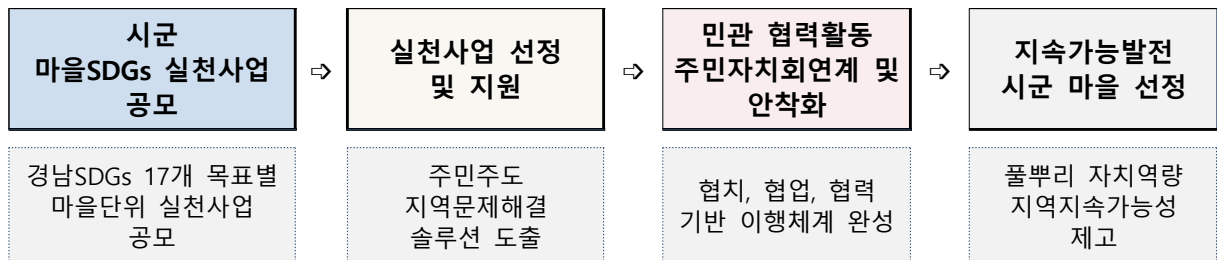 시군
마을SDGs 실천사업
공모
⇨
실천사업 선정
및 지원
⇨
민관 협력활동
주민자치회연계 및
안착화
⇨
지속가능발전
시군 마을 선정
경남SDGs 17개 목표별
마을단위 실천사업
공모
주민주도
지역문제해결
솔루션 도출
협치, 협업, 협력
기반 이행체계 완성
풀뿌리 자치역량
지역지속가능성
제고